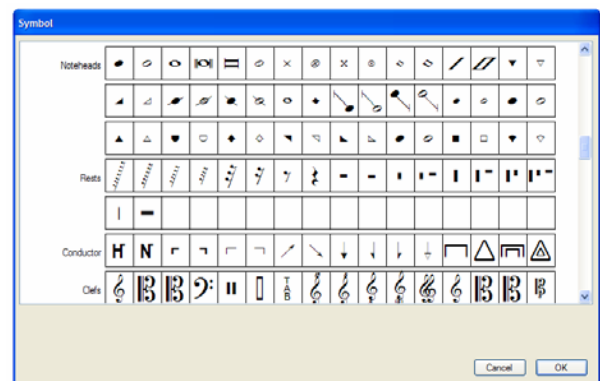 Symbol
Noteheads
Rests
Conductor H N
Clefs TAB
Cancel OK